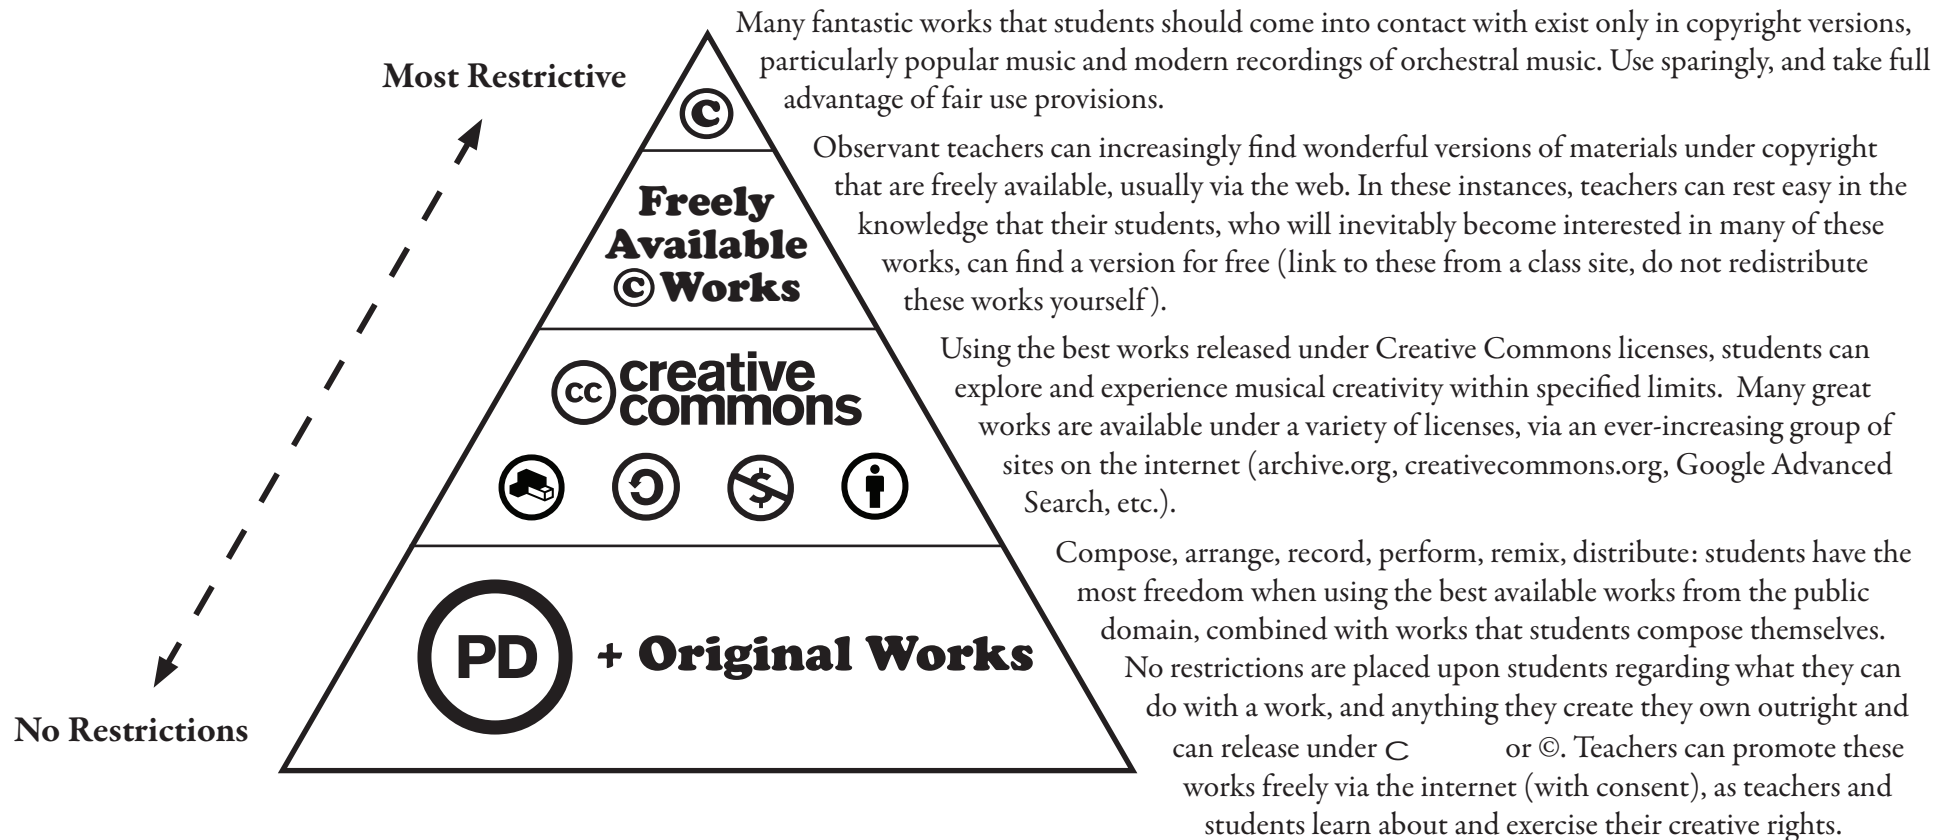 Many fantastic works that students should come into contact with exist only in copyright versions,
particularly popular music and modern recordings of orchestral music. Use sparingly, and take full
advantage of fair use provisions.
Most Restrictive
©
Observant teachers can increasingly find wonderful versions of materials under copyright
that are freely available, usually via the web. In these instances, teachers can rest easy in the
knowledge that their students, who will inevitably become interested in many of these
works, can find a version for free (link to these from a class site, do not redistribute
these works yourself).
Freely
Available
© Works
Using the best works released under Creative Commons licenses, students can
explore and experience musical creativity within specified limits. Many great
works are available under a variety of licenses, via an ever-increasing group of
sites on the internet (archive.org, creativecommons.org, Google Advanced
Search, etc.).
cc creative
commons
$
Compose, arrange, record, perform, remix, distribute: students have the
most freedom when using the best available works from the public
domain, combined with works that students compose themselves.
No restrictions are placed upon students regarding what they can
do with a work, and anything they create they own outright and
can release under C or ©. Teachers can promote these
works freely via the internet (with consent), as teachers and
students learn about and exercise their creative rights.
PD + Original Works
No Restrictions